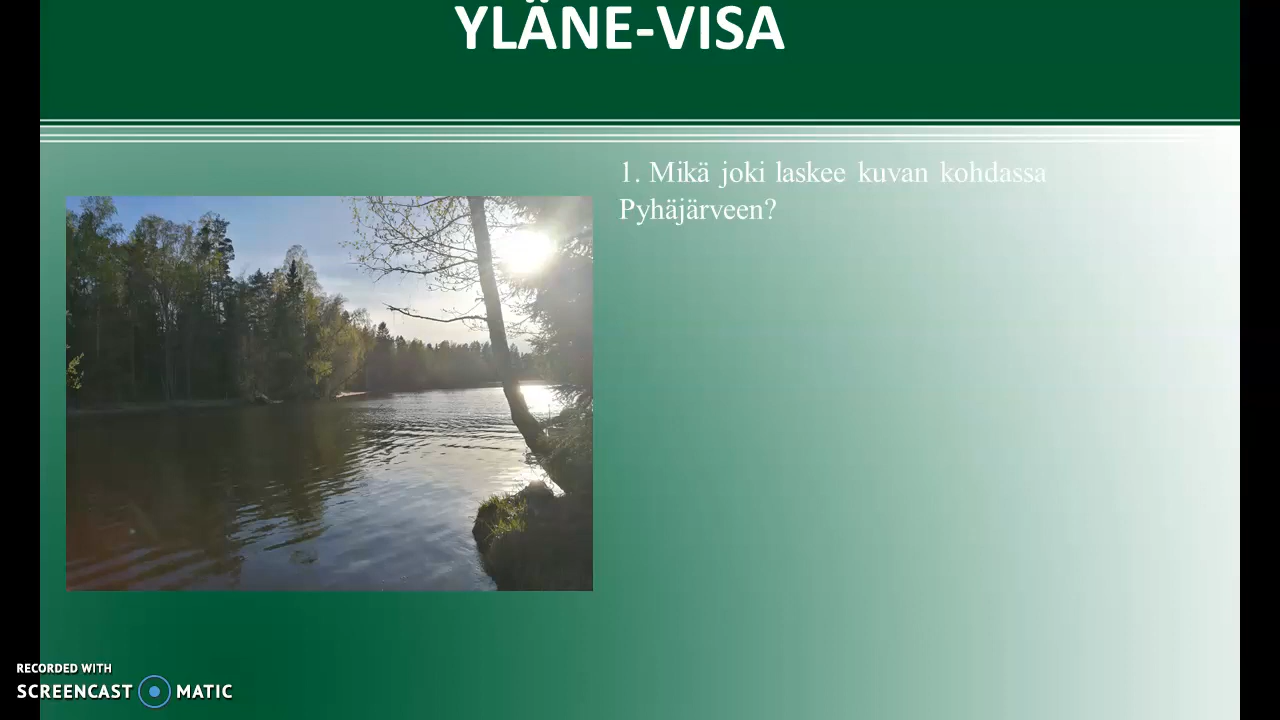 YLÄNE-VISA
1. Mikä joki laskee kuvan kohdassa
Pyhäjärveen?
RECORDED WITH
SCREENCAST MATIC